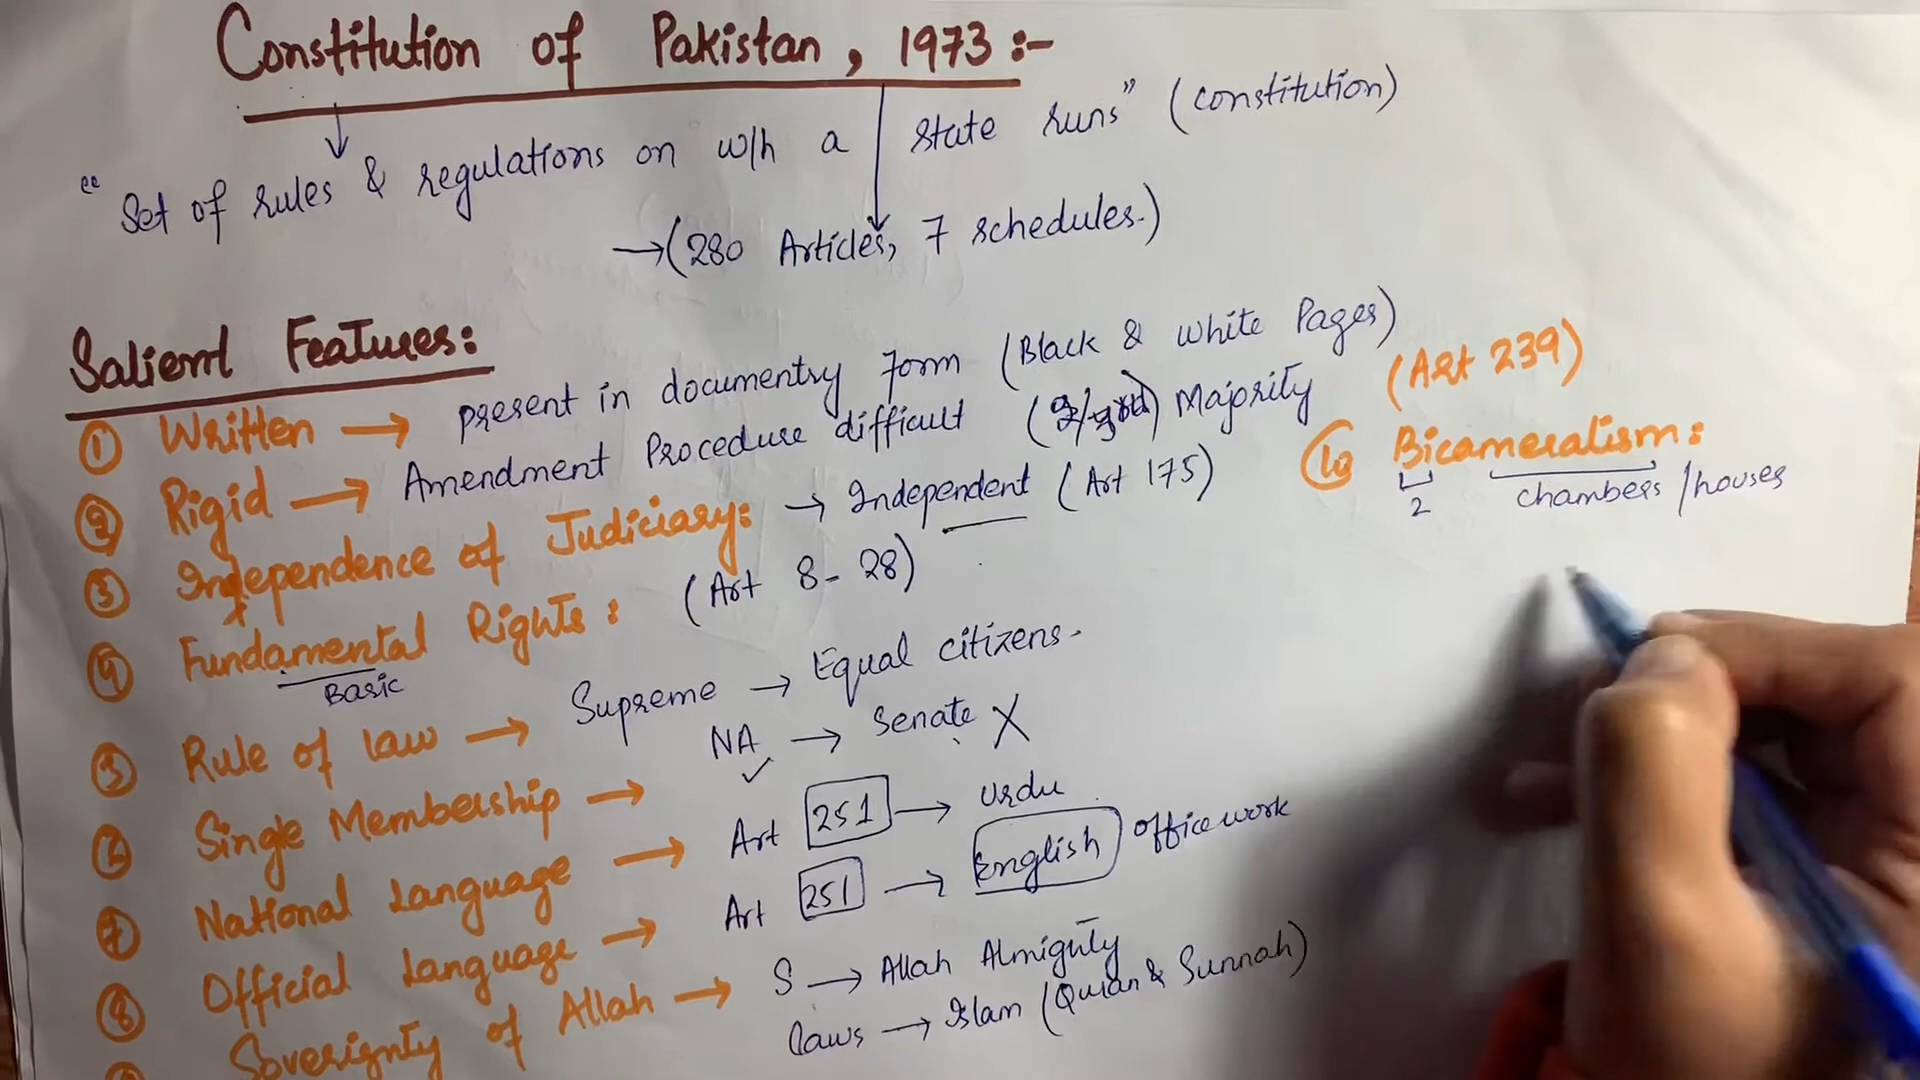 Constitution of Pakistan, 1973:-
"Set of rules & regulations on w/h a state runs" (constitution)
→(280 Articles, 7 schedules.)
Salient Features:
① Written → present in documentry form (Black & white Pages)
② Rigid → Amendment Procedure difficult (2/3rd) Majority (Art 239)
③ Independence of Judiciary: → Independent (Art 175)
④ Fundamental Rights: (Art 8-28)
Basic
⑤ Rule of law → Supreme → Equal citizens.
⑥ Single Membership → NA → Senate X
✓
⑦ National Language → Art 251 → Urdu
⑧ Official Language → Art 251 → English office work
Soverignty of Allah → S → Allah Almighty
Laws → Islam (Quran & Sunnah)
⑩ Bicameralism:
2 chambers/houses